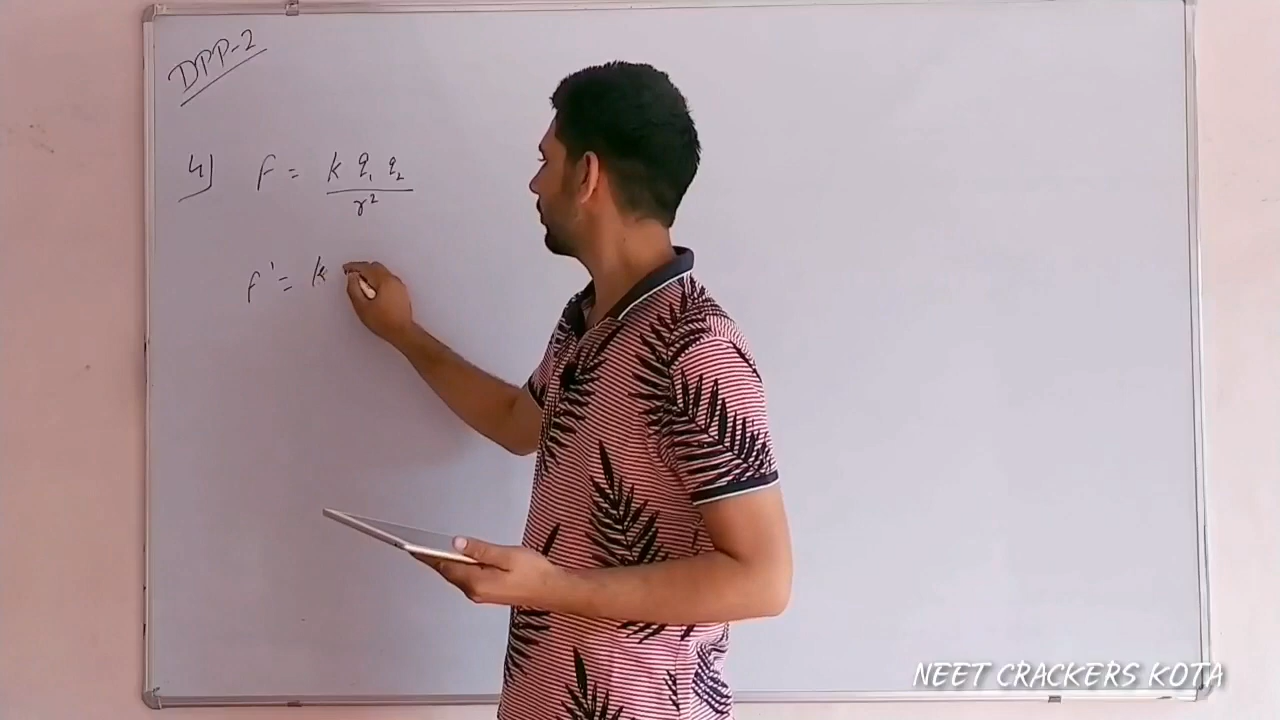 DPP-2
4) F = k q₁ q₂ / r²
F' = k
NEET CRACKERS KOTA